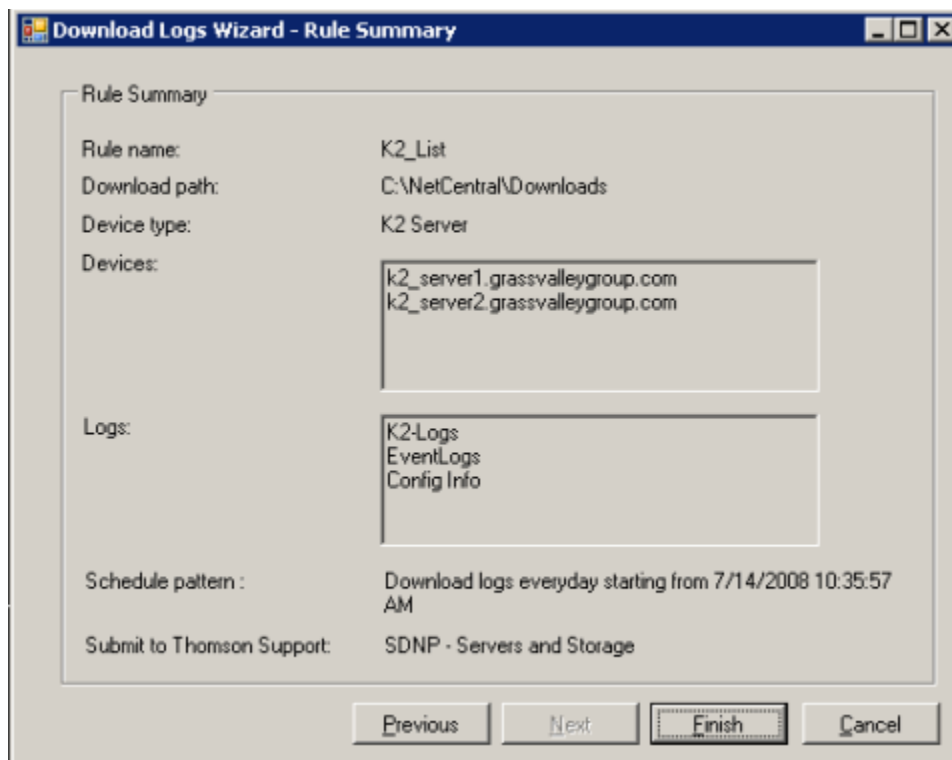 Download Logs Wizard - Rule Summary
Rule Summary
Rule name: K2_List
Download path: C:\NetCentral\Downloads
Device type: K2 Server
Devices:
k2_server1.grassvalleygroup.com
k2_server2.grassvalleygroup.com
Logs:
K2-Logs
EventLogs
Config Info
Schedule pattern : Download logs everyday starting from 7/14/2008 10:35:57
AM
Submit to Thomson Support: SDNP - Servers and Storage
Previous Next Finish Cancel